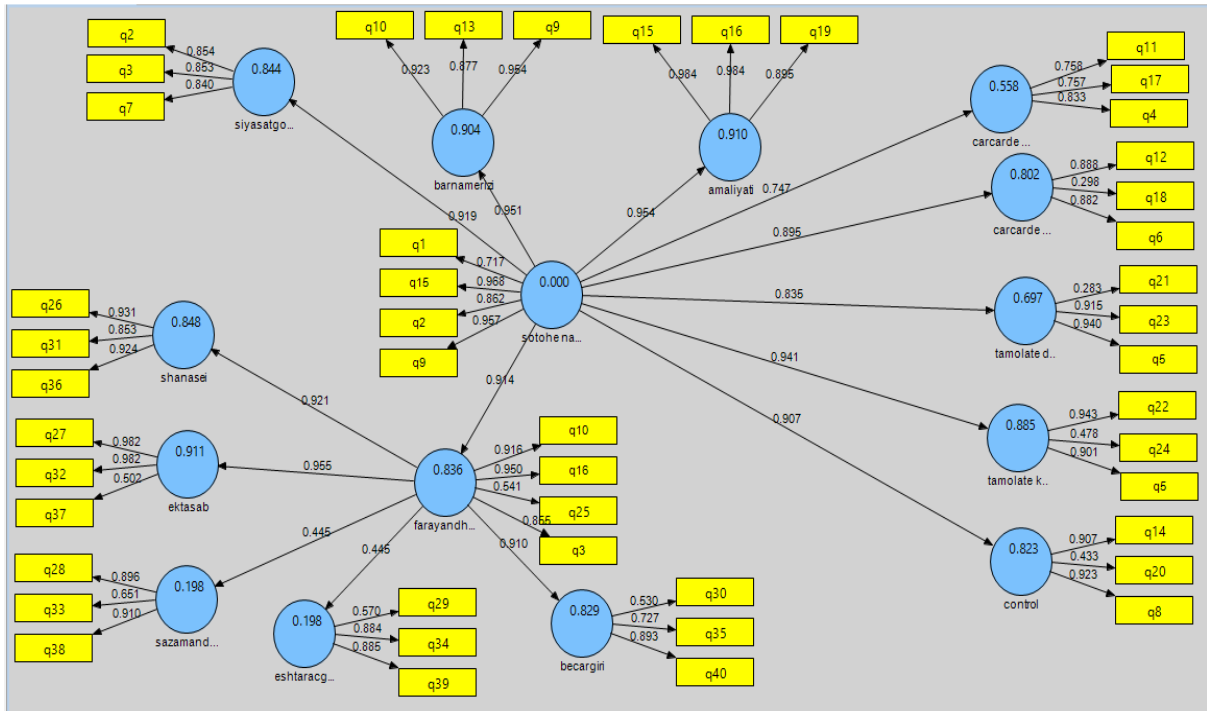 q2
q3
q7
0.854
0.853
0.840
0.844
siyasatgo...
q10
q13
q9
0.923
0.877
0.954
0.904
barnamerizi
q15
q16
q19
0.984
0.984
0.895
0.910
amaliyati
q11
q17
q4
0.758
0.757
0.833
0.558
carcarde ...
q12
q18
q6
0.888
0.298
0.882
0.802
carcarde ...
0.919
0.951
0.954
0.747
0.895
0.835
0.941
0.907
0.914
q1
q15
q2
q9
0.717
0.968
0.862
0.957
0.000
sotohe na...
q21
q23
q5
0.283
0.915
0.940
0.697
tamolate d..
q22
q24
q5
0.943
0.478
0.901
0.885
tamolate k..
q14
q20
q8
0.907
0.433
0.923
0.823
control
q26
q31
q36
0.931
0.853
0.924
0.848
shanasei
q27
q32
q37
0.982
0.982
0.502
0.911
ektasab
q28
q33
q38
0.896
0.651
0.910
0.198
sazamand...
0.921
0.955
0.445
0.445
0.910
q10
q16
q25
q3
0.916
0.950
0.541
0.855
0.836
farayandh...
q29
q34
q39
0.570
0.884
0.885
0.198
eshtaracg...
q30
q35
q40
0.530
0.727
0.893
0.829
becargiri